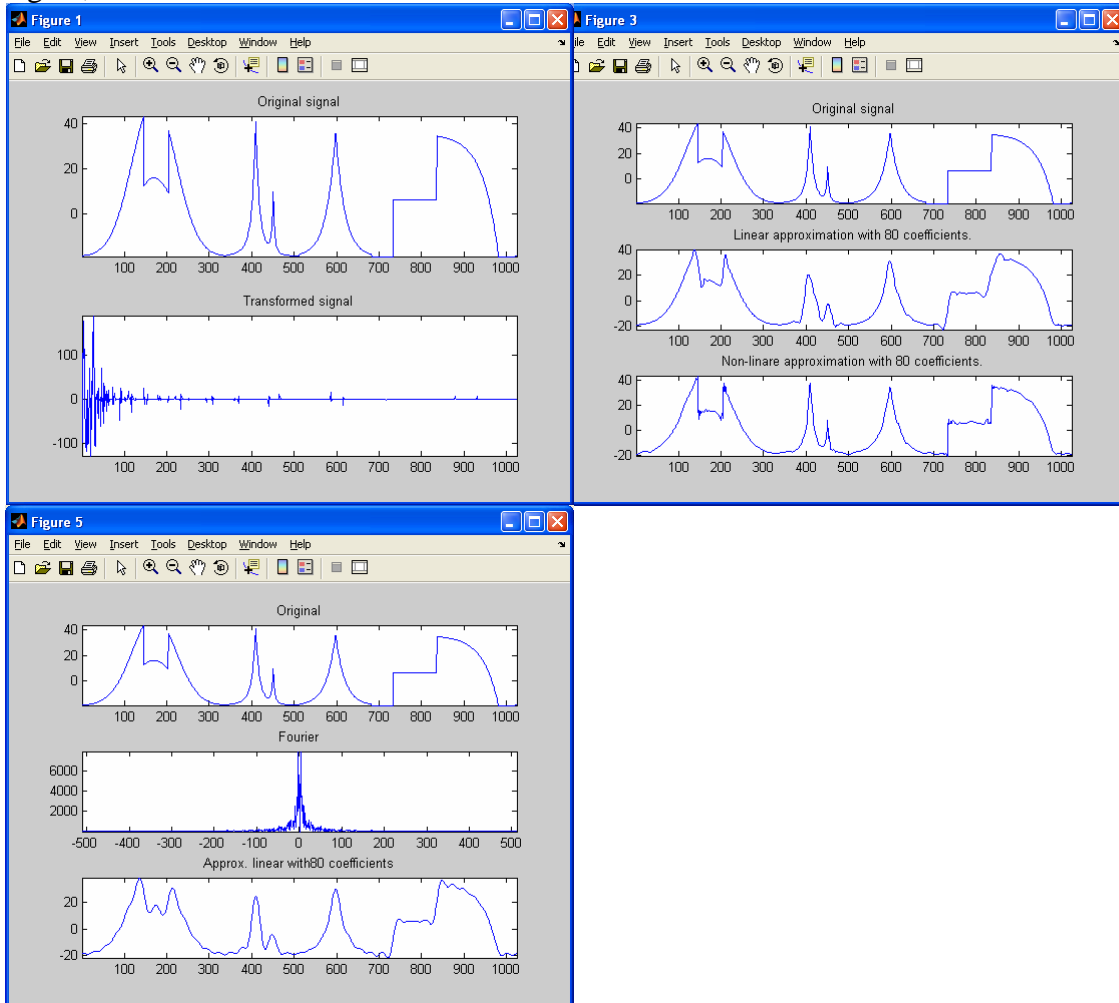 Figure 1
File Edit View Insert Tools Desktop Window Help
Original signal
40
20
0
100 200 300 400 500 600 700 800 900 1000
Transformed signal
100
0
-100
100 200 300 400 500 600 700 800 900 1000
Figure 3
File Edit View Insert Tools Desktop Window Help
Original signal
40
20
0
100 200 300 400 500 600 700 800 900 1000
Linear approximation with 80 coefficients.
40
20
0
-20
100 200 300 400 500 600 700 800 900 1000
Non-linare approximation with 80 coefficients.
40
20
0
-20
100 200 300 400 500 600 700 800 900 1000
Figure 5
File Edit View Insert Tools Desktop Window Help
Original
40
20
0
100 200 300 400 500 600 700 800 900 1000
Fourier
6000
4000
2000
-500 -400 -300 -200 -100 0 100 200 300 400 500
Approx. linear with80 coefficients
20
0
-20
100 200 300 400 500 600 700 800 900 1000